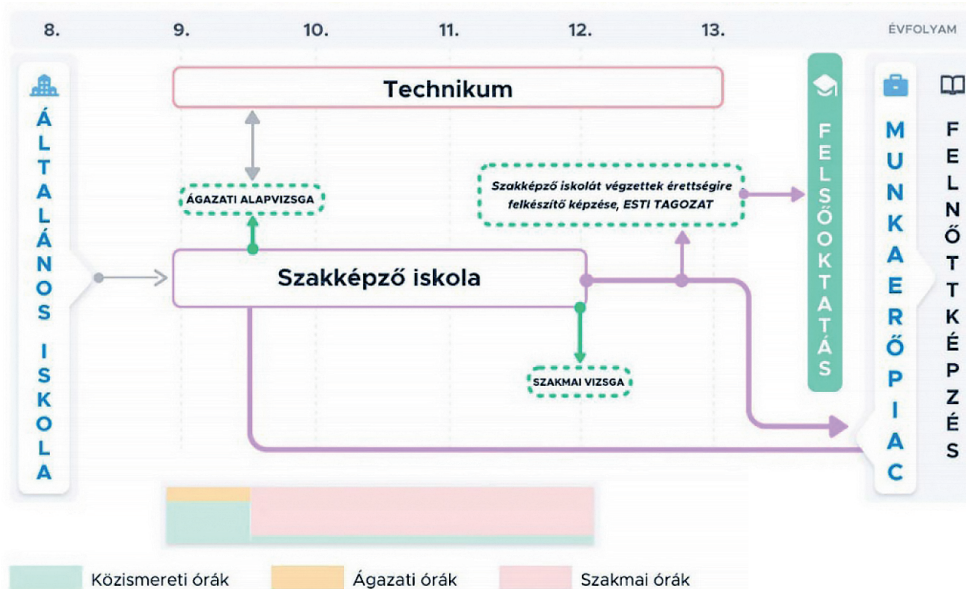 8. 9. 10. 11. 12. 13. ÉVFOLYAM
ÁLTALÁNOS ISKOLA
Technikum
ÁGAZATI ALAPVIZSGA
Szakképző iskolát végzettek érettségire
felkészítő képzése, ESTI TAGOZAT
Szakképző iskola
SZAKMAI VIZSGA
FELSŐOKTATÁS
MUNKAERŐPIAC
FELNŐTTKÉPZÉS
Közismereti órák
Ágazati órák
Szakmai órák